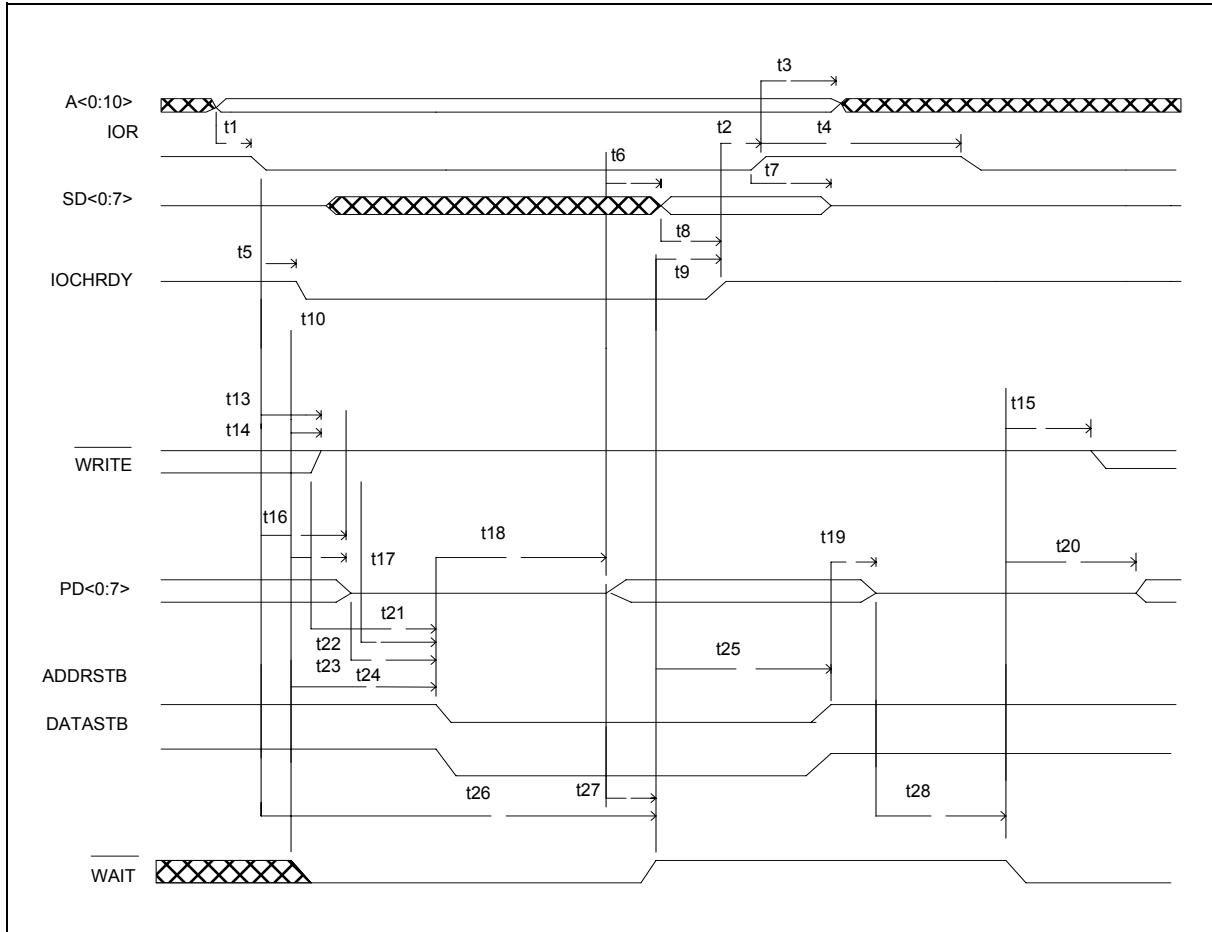 t3
A<0:10>
IOR
t1
t2
t4
t6
t7
SD<0:7>
t8
t5
t9
IOCHRDY
t10
t13
t14
t15
WRITE
t16
t17
t18
t19
t20
PD<0:7>
t21
t22
t23
t24
t25
ADDRSTB
DATASTB
t26
t27
t28
WAIT